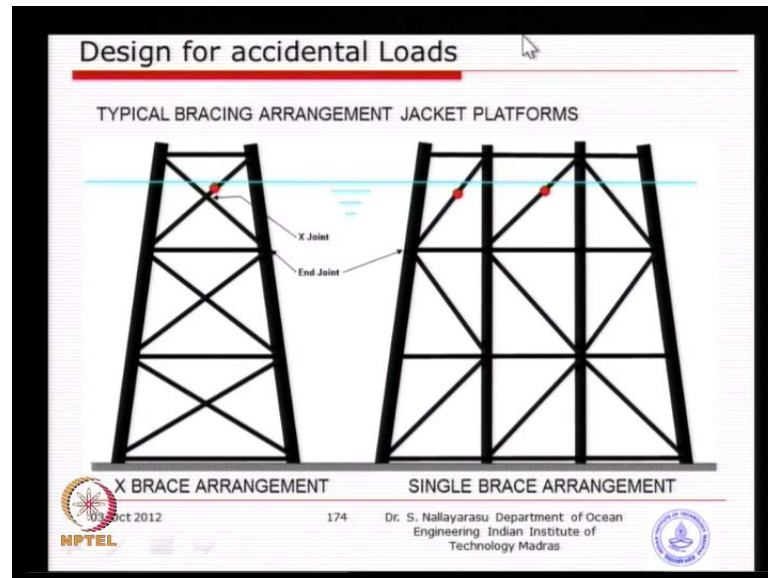 Design for accidental Loads
TYPICAL BRACING ARRANGEMENT JACKET PLATFORMS
X Joint
End Joint
X BRACE ARRANGEMENT
SINGLE BRACE ARRANGEMENT
03 Oct 2012
174
Dr. S. Nallayarasu Department of Ocean
Engineering Indian Institute of
Technology Madras
NPTEL